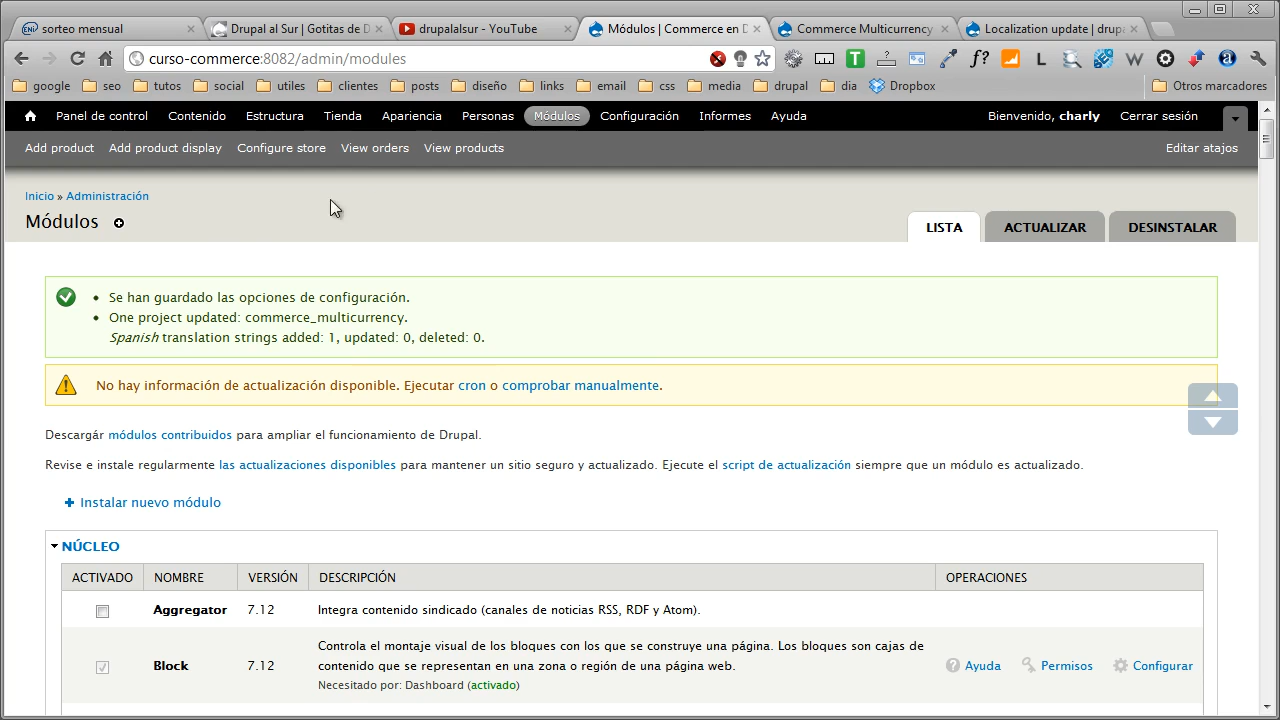 sorteo mensual
Drupal al Sur | Gotitas de D
drupalalsur - YouTube
Módulos | Commerce en D
Commerce Multicurrency
Localization update | drupa
curso-commerce:8082/admin/modules
google seo tutos social utiles clientes posts diseño links email css media drupal dia Dropbox Otros marcadores
Panel de control Contenido Estructura Tienda Apariencia Personas Módulos Configuración Informes Ayuda Bienvenido, charly Cerrar sesión
Add product Add product display Configure store View orders View products Editar atajos
Inicio » Administración
Módulos
LISTA ACTUALIZAR DESINSTALAR
• Se han guardado las opciones de configuración.
• One project updated: commerce_multicurrency.
Spanish translation strings added: 1, updated: 0, deleted: 0.
No hay información de actualización disponible. Ejecutar cron o comprobar manualmente.
Descargár módulos contribuidos para ampliar el funcionamiento de Drupal.
Revise e instale regularmente las actualizaciones disponibles para mantener un sitio seguro y actualizado. Ejecute el script de actualización siempre que un módulo es actualizado.
+ Instalar nuevo módulo
NÚCLEO
ACTIVADO NOMBRE VERSIÓN DESCRIPCIÓN OPERACIONES
Aggregator 7.12 Integra contenido sindicado (canales de noticias RSS, RDF y Atom).
Controla el montaje visual de los bloques con los que se construye una página. Los bloques son cajas de
Block 7.12 contenido que se representan en una zona o región de una página web. Ayuda Permisos Configurar
Necesitado por: Dashboard (activado)